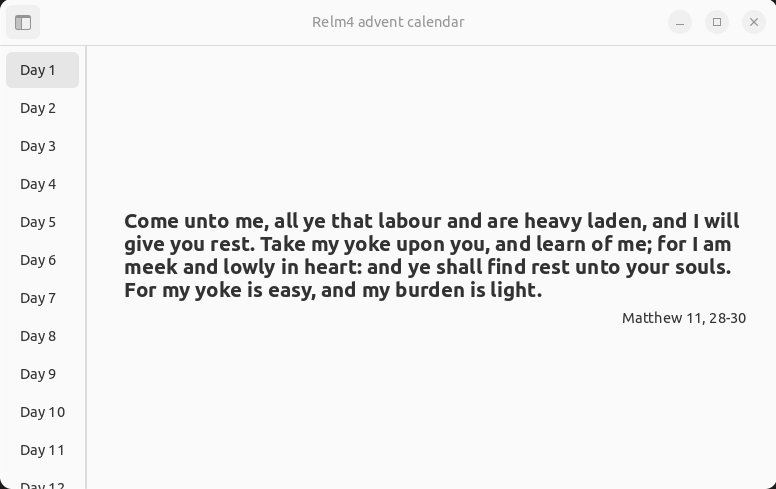 Relm4 advent calendar
Day 1
Day 2
Day 3
Day 4
Day 5
Day 6
Day 7
Day 8
Day 9
Day 10
Day 11
Day 12
Come unto me, all ye that labour and are heavy laden, and I will
give you rest. Take my yoke upon you, and learn of me; for I am
meek and lowly in heart: and ye shall find rest unto your souls.
For my yoke is easy, and my burden is light.
Matthew 11, 28-30